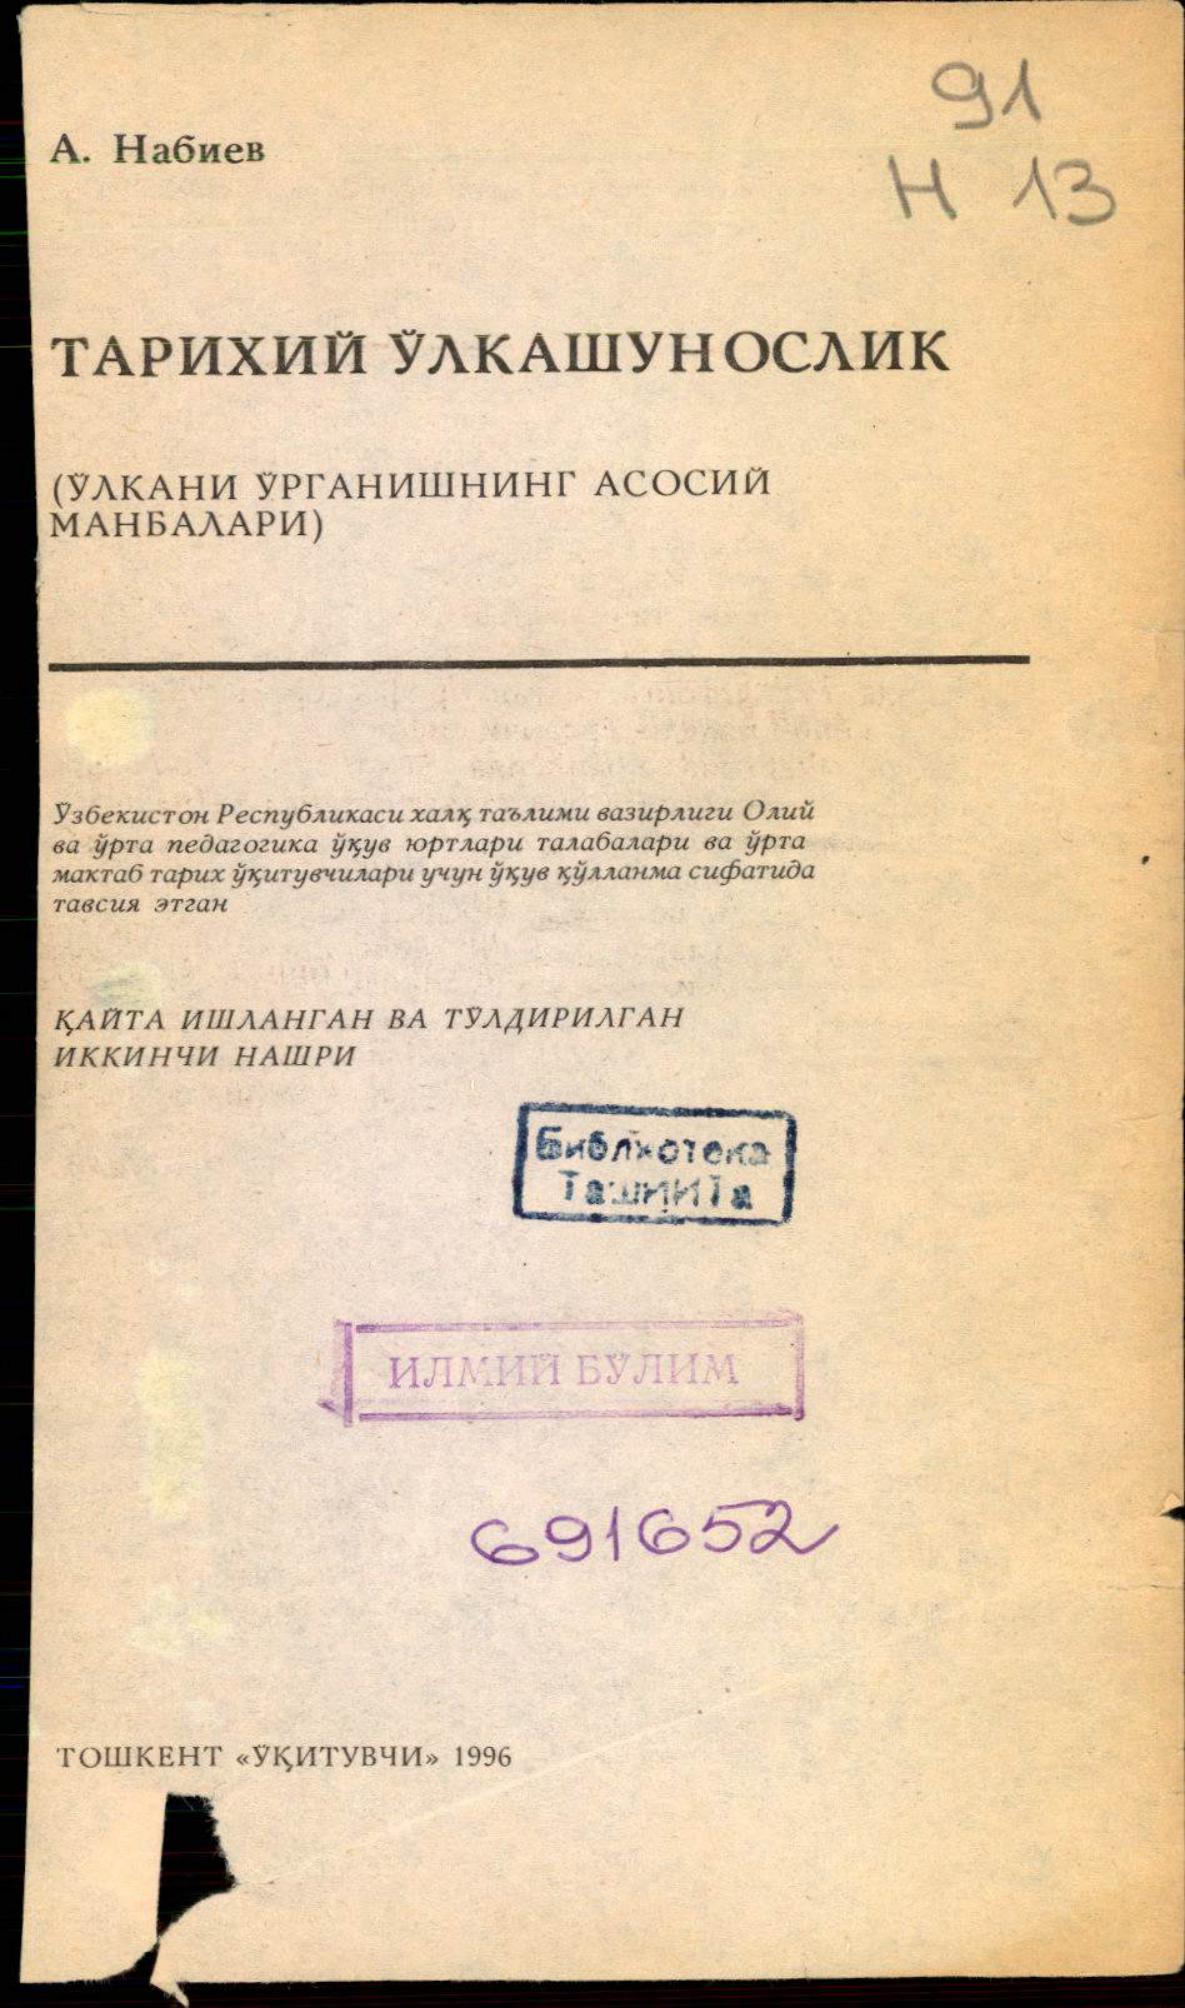 91
Н 13
А. Набиев
ТАРИХИЙ ЎЛКАШУНОСЛИК
(ЎЛКАНИ ЎРГАНИШНИНГ АСОСИЙ
МАНБАЛАРИ)
Ўзбекистон Республикаси халқ таълими вазирлиги Олий
ва ўрта педагогика ўқув юртлари талабалари ва ўрта
мактаб тарих ўқитувчилари учун ўқув қўлланма сифатида
тавсия этган
ҚАЙТА ИШЛАНГАН ВА ТЎЛДИРИЛГАН
ИККИНЧИ НАШРИ
Библиотека
ТашИИТа
ИЛМИЙ БЎЛИМ
691652
ТОШКЕНТ «ЎҚИТУВЧИ» 1996